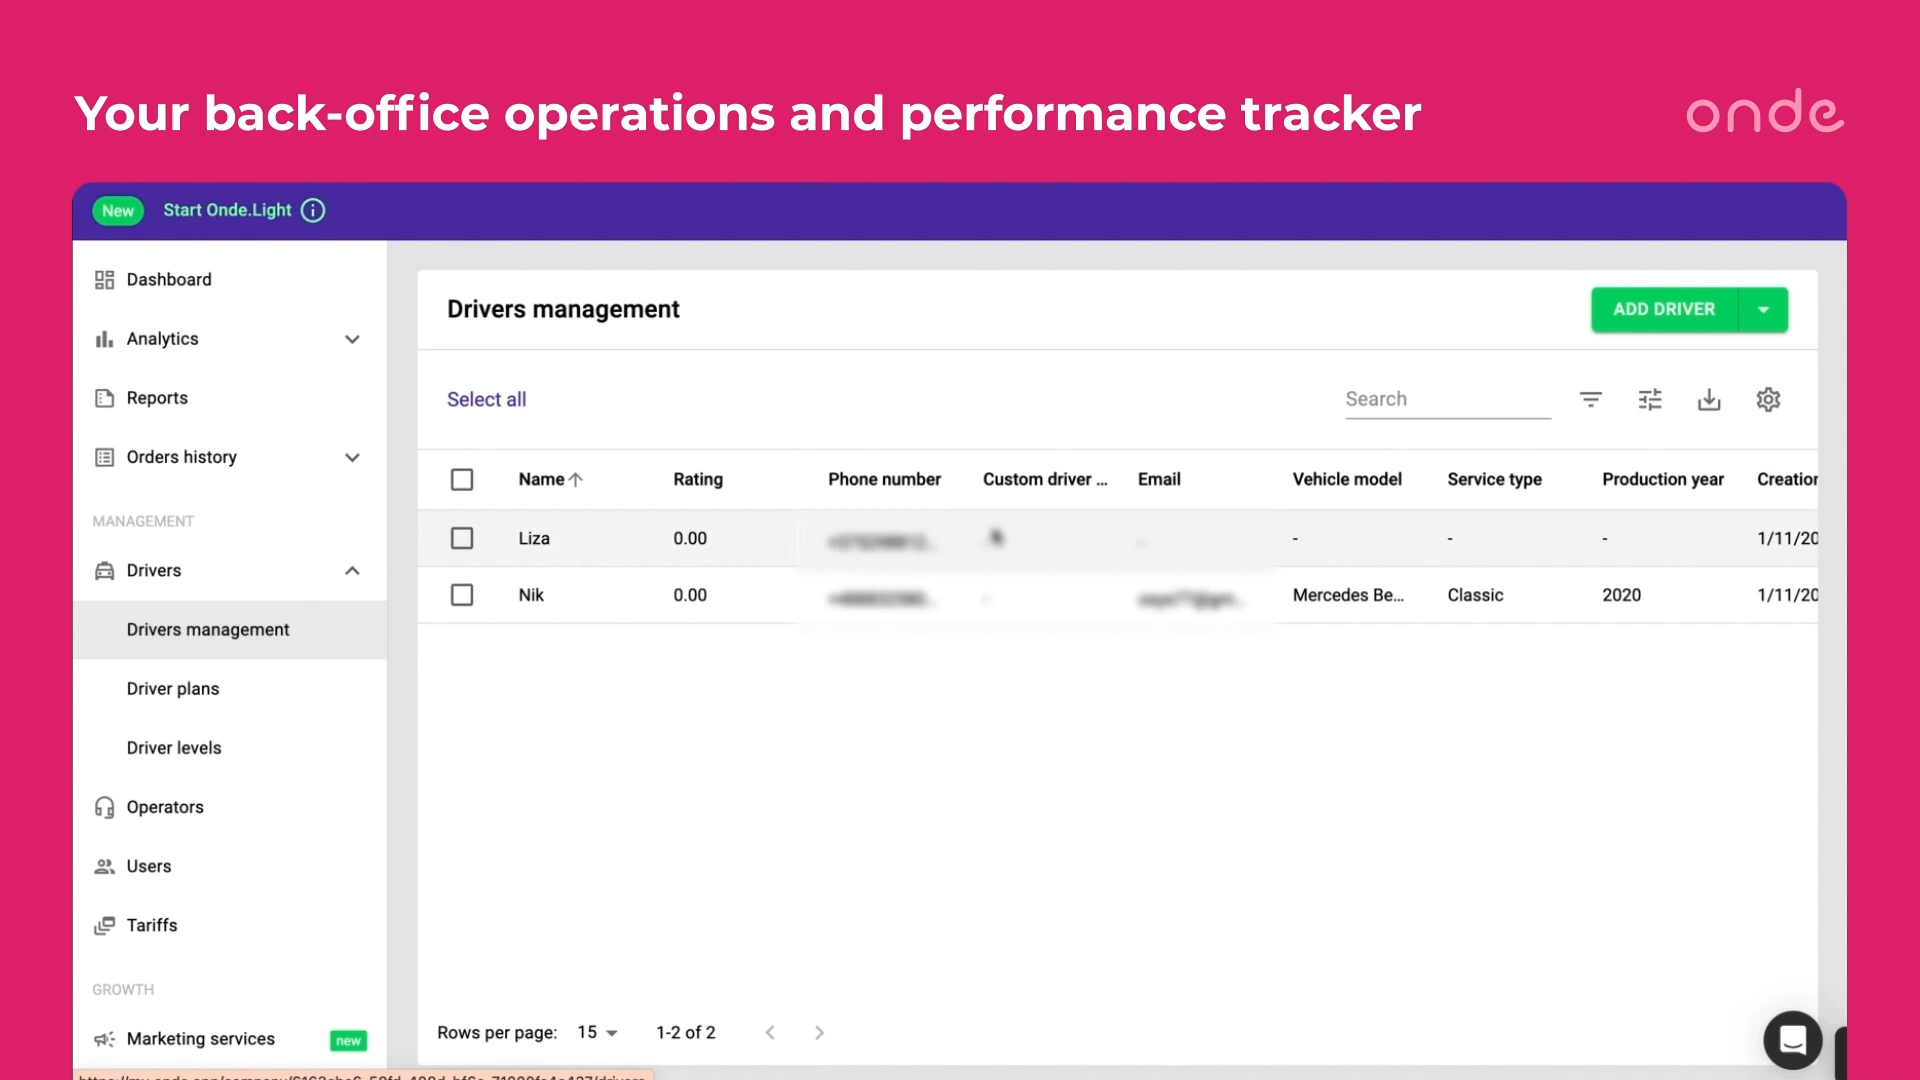 Your back-office operations and performance tracker
onde
New
Start Onde.Light
Dashboard
Analytics
Reports
Orders history
MANAGEMENT
Drivers
Drivers management
Driver plans
Driver levels
Operators
Users
Tariffs
GROWTH
Marketing services
new
Drivers management
ADD DRIVER
Select all
Search
Name Rating Phone number Custom driver ... Email Vehicle model Service type Production year Creation
Liza 0.00 - - - 1/11/20
Nik 0.00 Mercedes Be... Classic 2020 1/11/20
Rows per page: 15 1-2 of 2